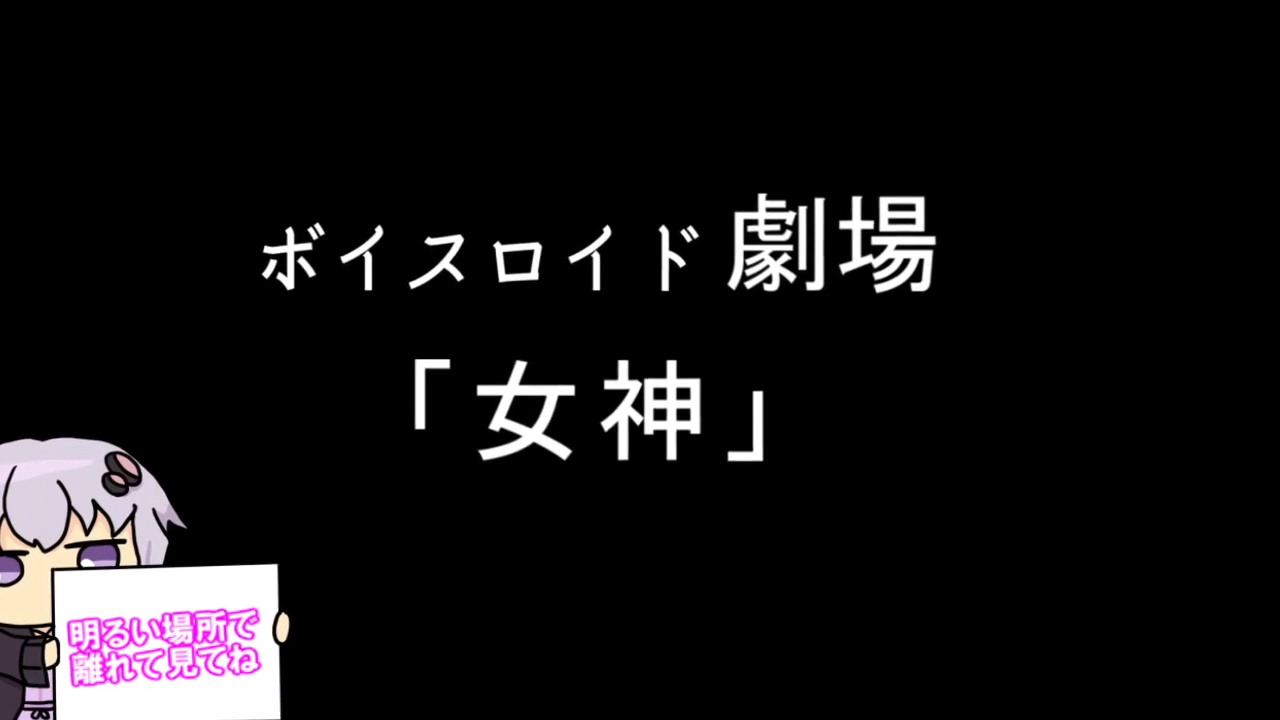 ボイスロイド劇場
「女神」
明るい場所で
離れて見てね